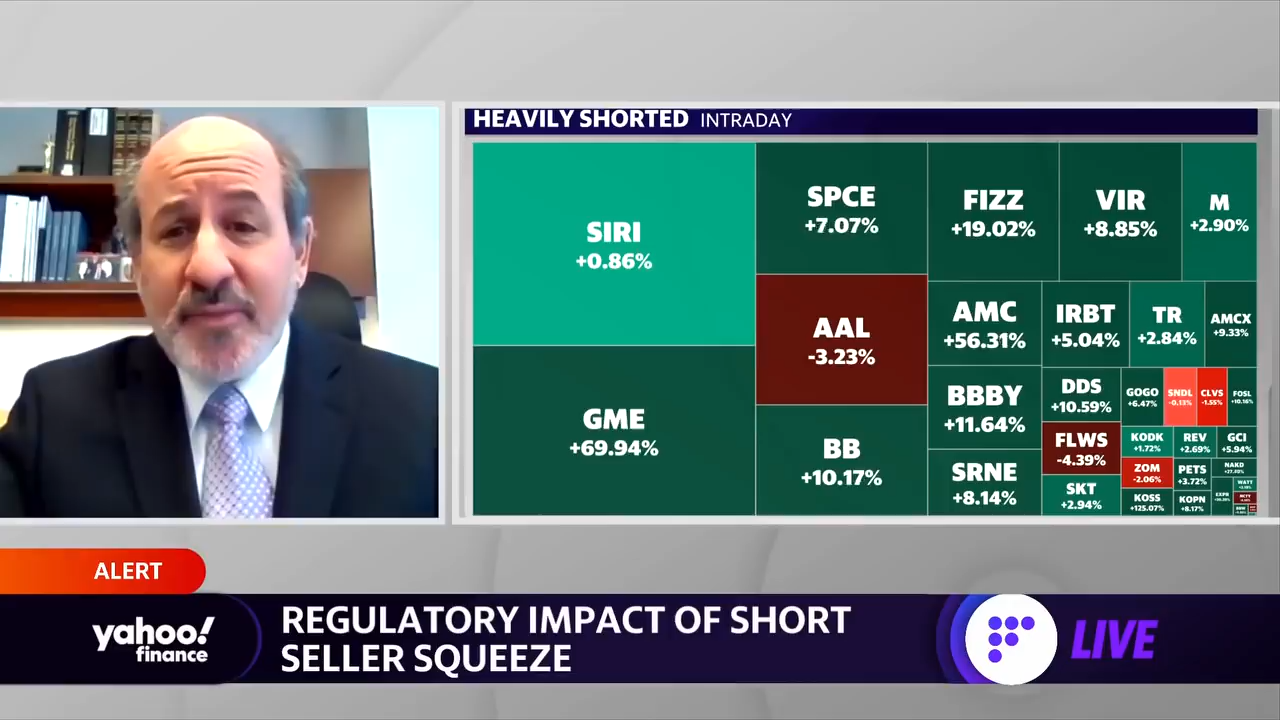 HEAVILY SHORTED INTRADAY
SIRI
+0.86%
GME
+69.94%
SPCE
+7.07%
AAL
-3.23%
BB
+10.17%
FIZZ
+19.02%
VIR
+8.85%
M
+2.90%
AMC
+56.31%
IRBT
+5.04%
TR
+2.84%
AMCX
+9.33%
BBBY
+11.64%
SRNE
+8.14%
DDS
+10.59%
GOGO
+6.47%
SNDL
-0.13%
CLVS
-1.55%
FOSL
+10.16%
FLWS
-4.39%
SKT
+2.94%
KODK
+1.72%
REV
+2.69%
GCI
+5.94%
ZOM
-2.06%
PETS
+3.72%
NAKD
KOSS
+125.07%
KOPN
+8.17%
EXPR
WATT
ALERT
yahoo!
finance
REGULATORY IMPACT OF SHORT
SELLER SQUEEZE
LIVE